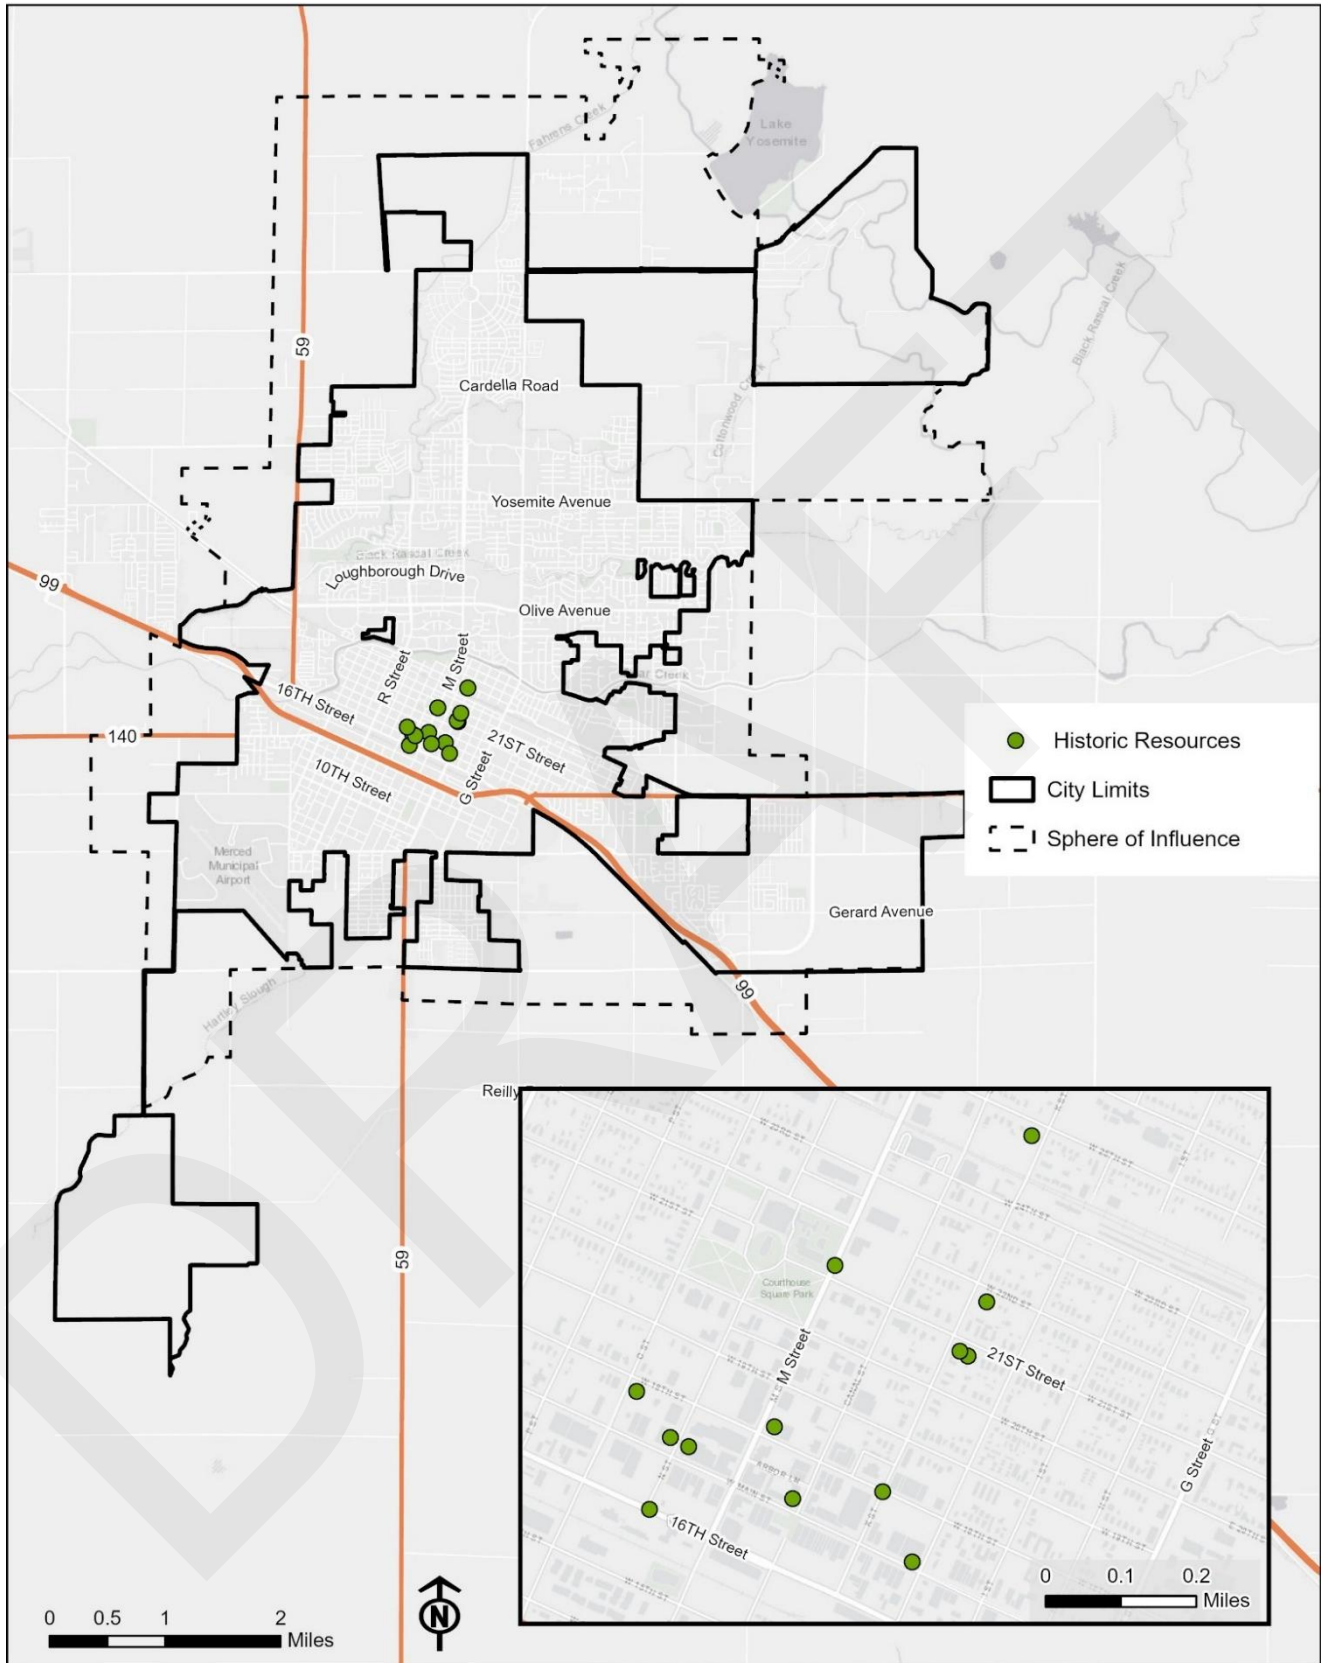 Fahrens Creek
Lake
Yosemite
59
Black Rascal Creek
Cardella Road
Cottonwood Creek
Yosemite Avenue
Black Rascal Creek
Loughborough Drive
99
Olive Avenue
R Street
M Street
16TH Street
140
21ST Street
10TH Street
G Street
Historic Resources
City Limits
Sphere of Influence
Merced
Municipal
Airport
Gerard Avenue
Hartley Slough
99
Reilly
59
Courthouse
Square Park
M Street
21ST Street
G Street
16TH Street
0 0.1 0.2
Miles
0 0.5 1 2
Miles
N
DRAFT